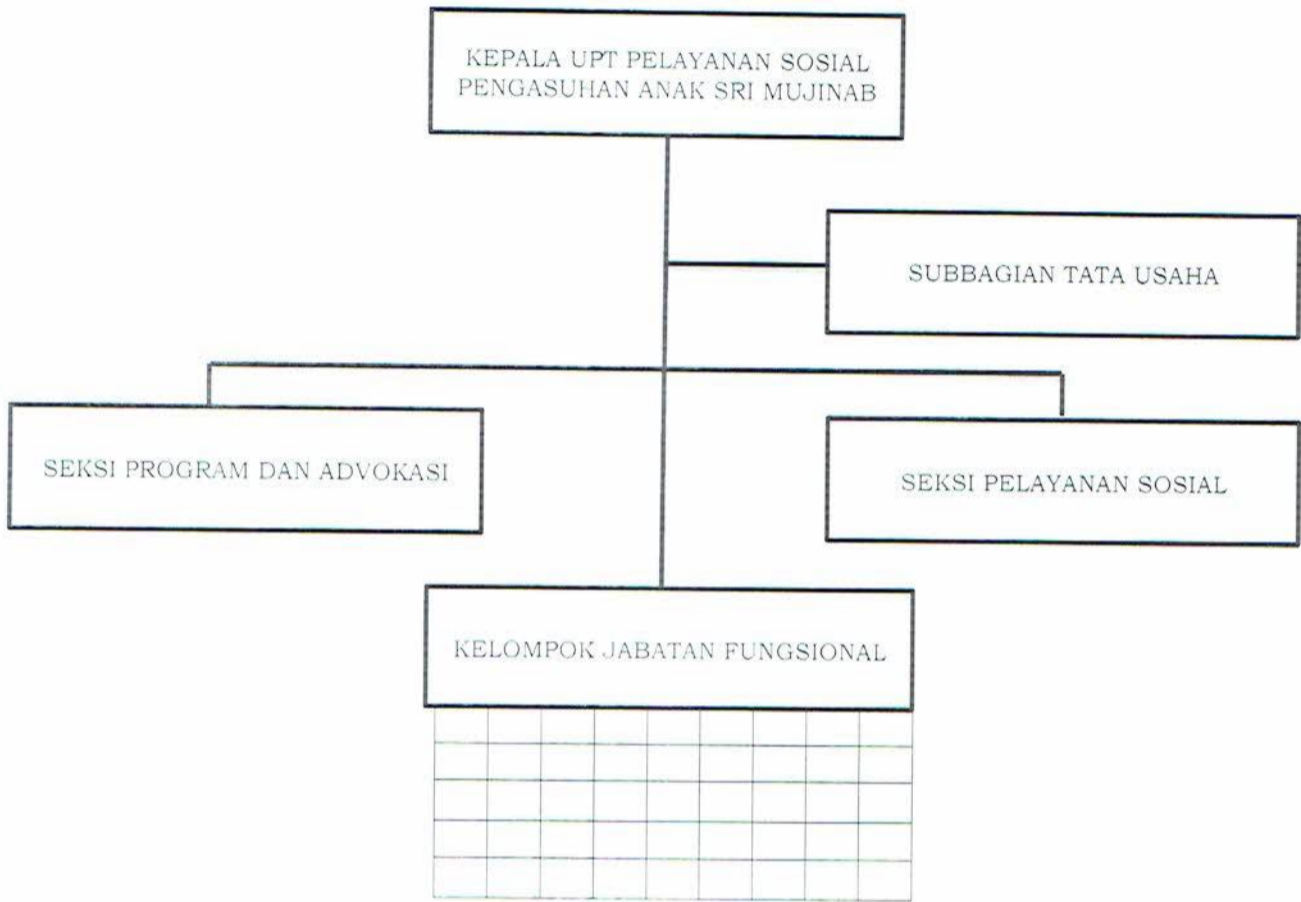 KEPALA UPT PELAYANAN SOSIAL
PENGASUHAN ANAK SRI MUJINAB
SUBBAGIAN TATA USAHA
SEKSI PROGRAM DAN ADVOKASI
SEKSI PELAYANAN SOSIAL
KELOMPOK JABATAN FUNGSIONAL